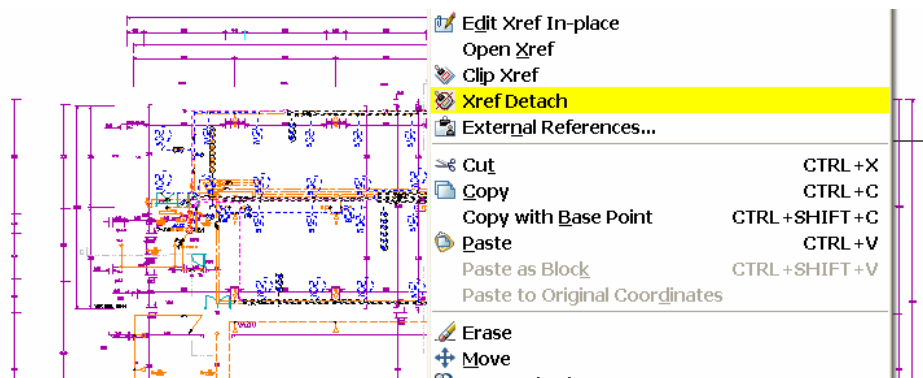 Edit Xref In-place
Open Xref
Clip Xref
Xref Detach
External References...
Cut CTRL+X
Copy CTRL+C
Copy with Base Point CTRL+SHIFT+C
Paste CTRL+V
Paste as Block CTRL+SHIFT+V
Paste to Original Coordinates
Erase
Move